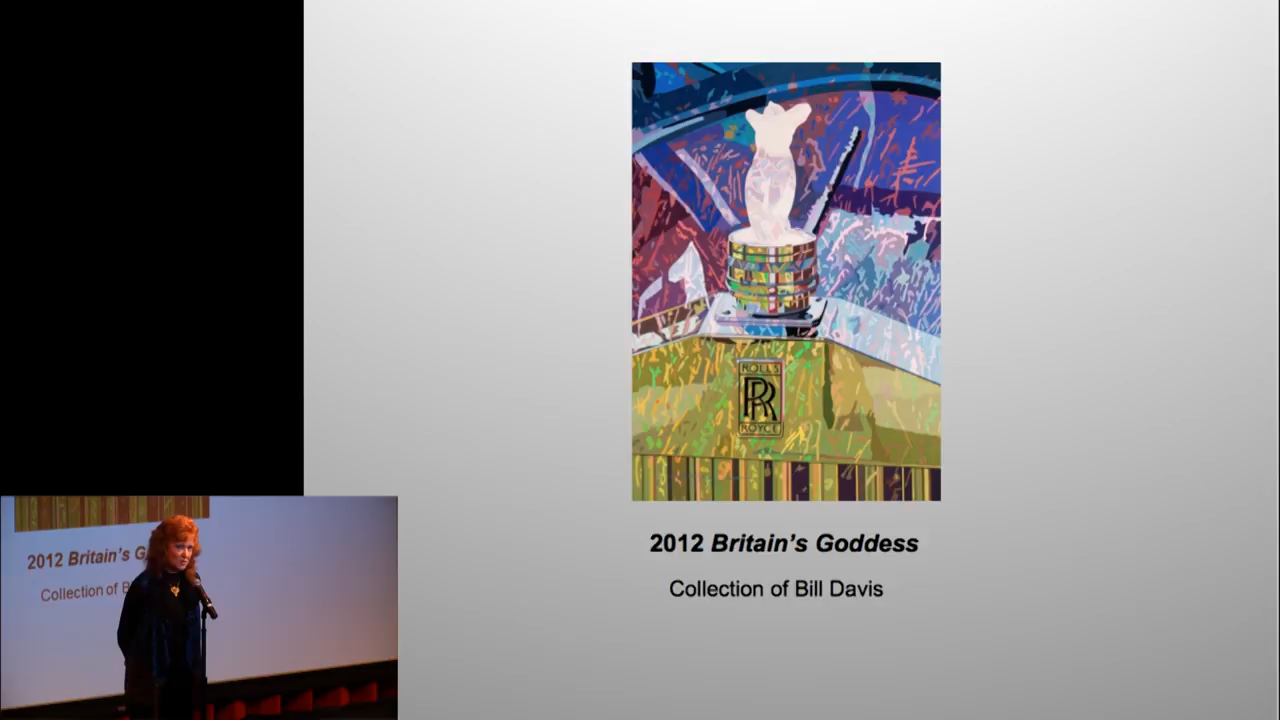 ROLLS
RR
ROYCE
2012 Britain's Goddess
Collection of Bill Davis
2012 Britain's G
Collection of B